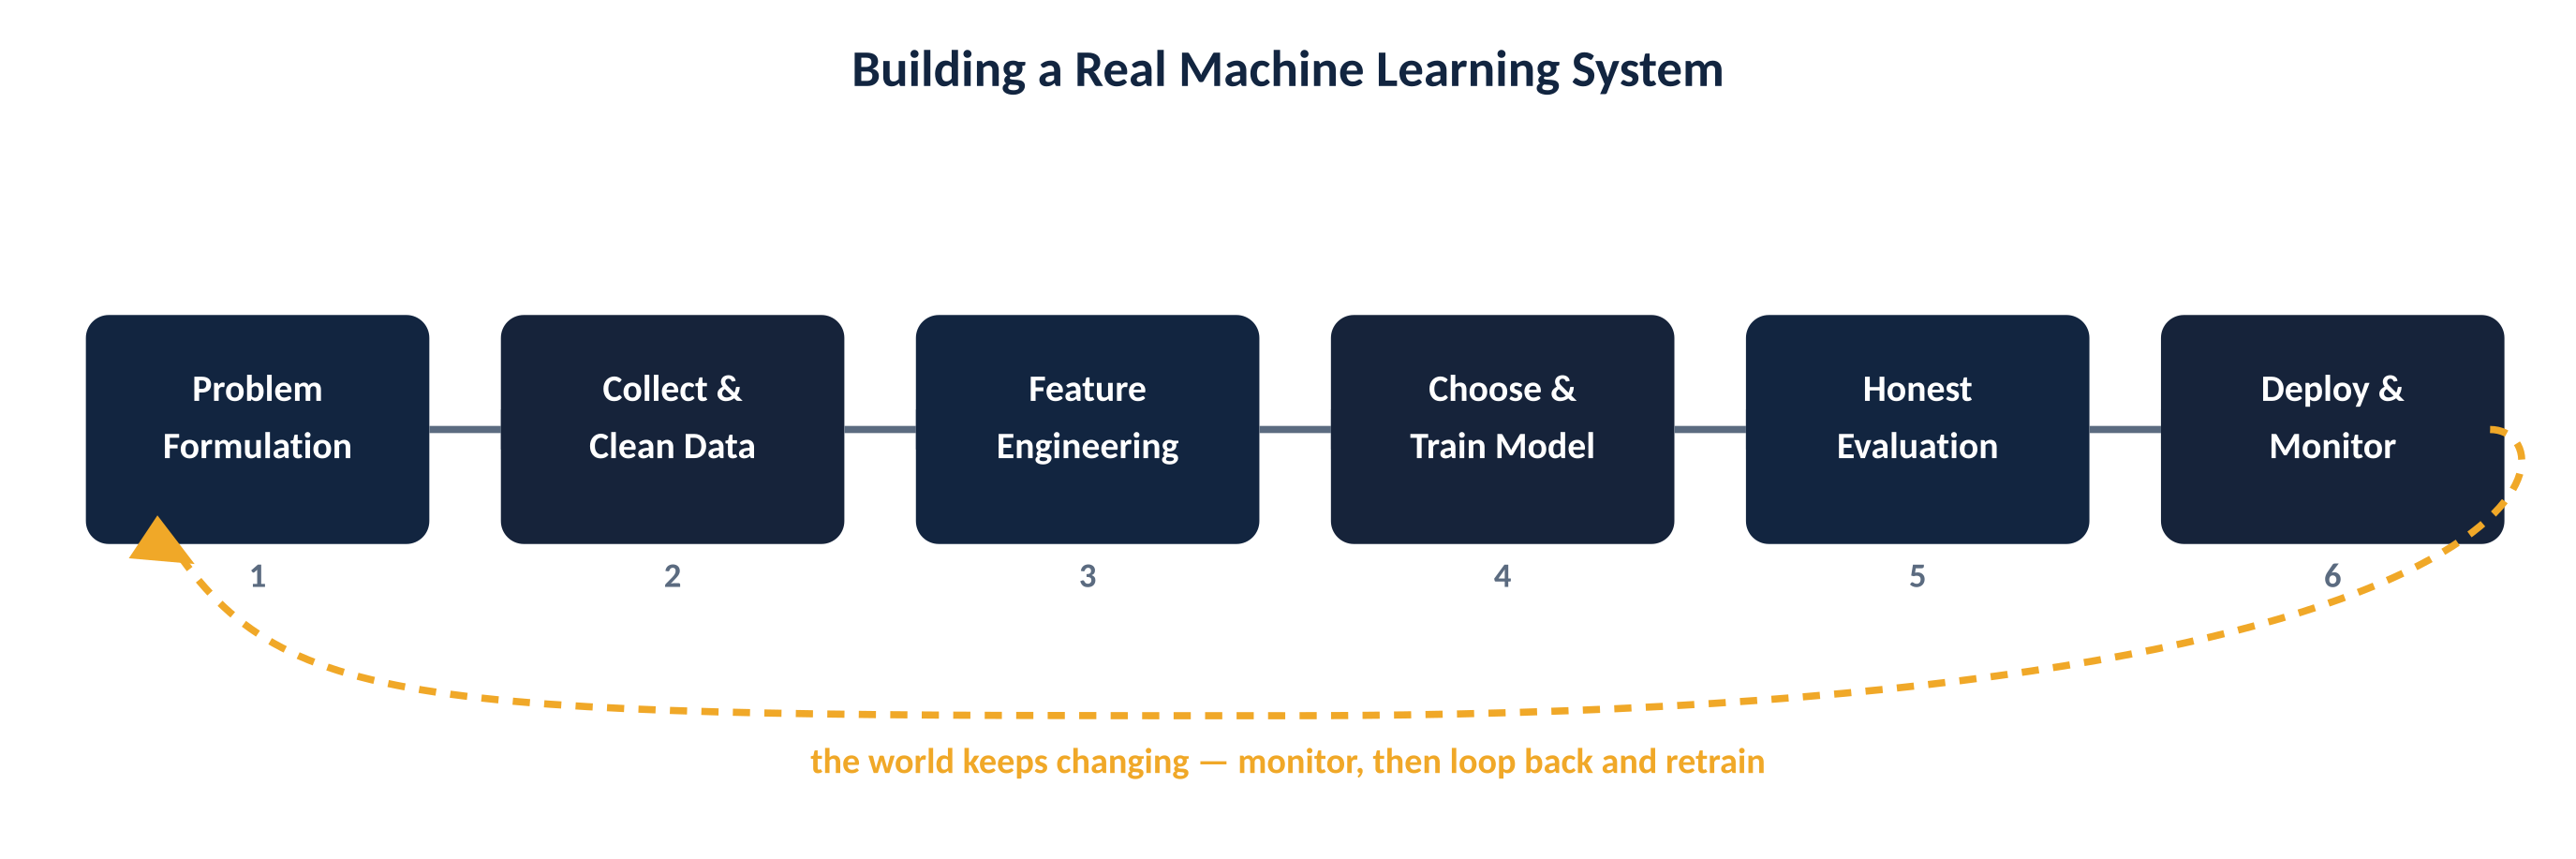 Building a Real Machine Learning System
Problem
Formulation
1
Collect &
Clean Data
2
Feature
Engineering
3
Choose &
Train Model
4
Honest
Evaluation
5
Deploy &
Monitor
6
the world keeps changing — monitor, then loop back and retrain